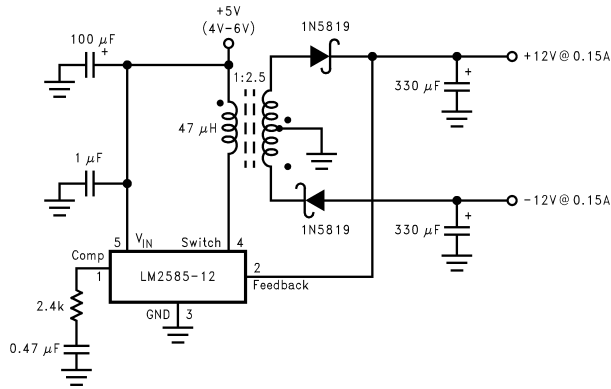 +5V
(4V-6V)
100 µF
+
1N5819
1:2.5
+12V@0.15A
330 µF
+
47 µH
1 µF
-12V@0.15A
1N5819
330 µF
+
5
VIN
Switch
4
Comp
1
LM2585-12
2
Feedback
2.4k
GND
3
0.47 µF